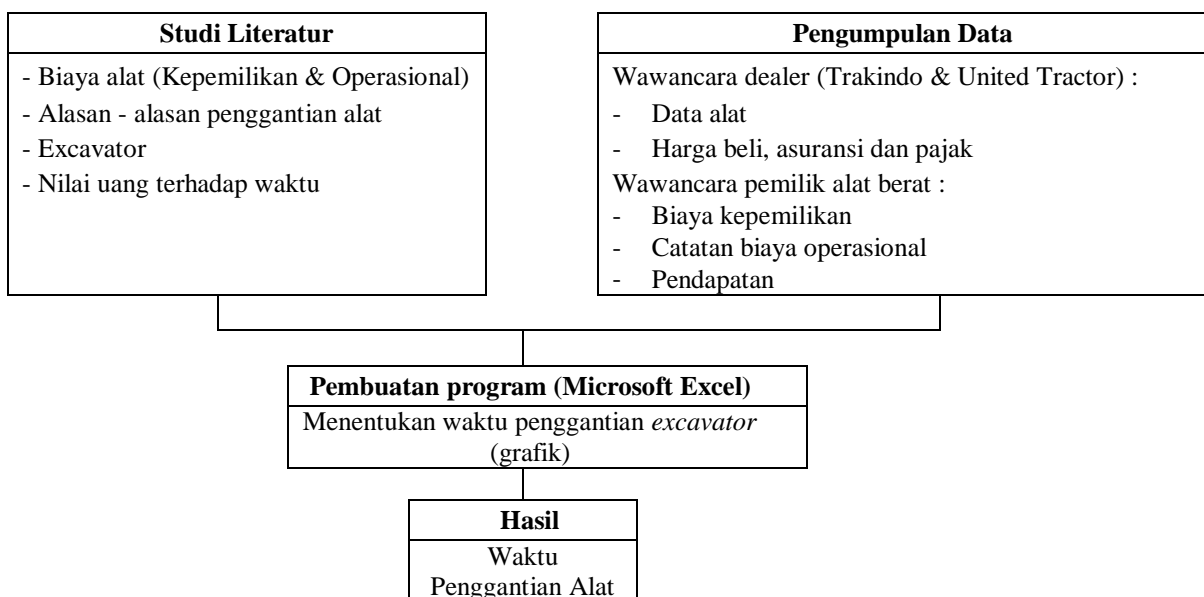 Studi Literatur
- Biaya alat (Kepemilikan & Operasional)
- Alasan - alasan penggantian alat
- Excavator
- Nilai uang terhadap waktu
Pengumpulan Data
Wawancara dealer (Trakindo & United Tractor) :
- Data alat
- Harga beli, asuransi dan pajak
Wawancara pemilik alat berat :
- Biaya kepemilikan
- Catatan biaya operasional
- Pendapatan
Pembuatan program (Microsoft Excel)
Menentukan waktu penggantian excavator
(grafik)
Hasil
Waktu
Penggantian Alat